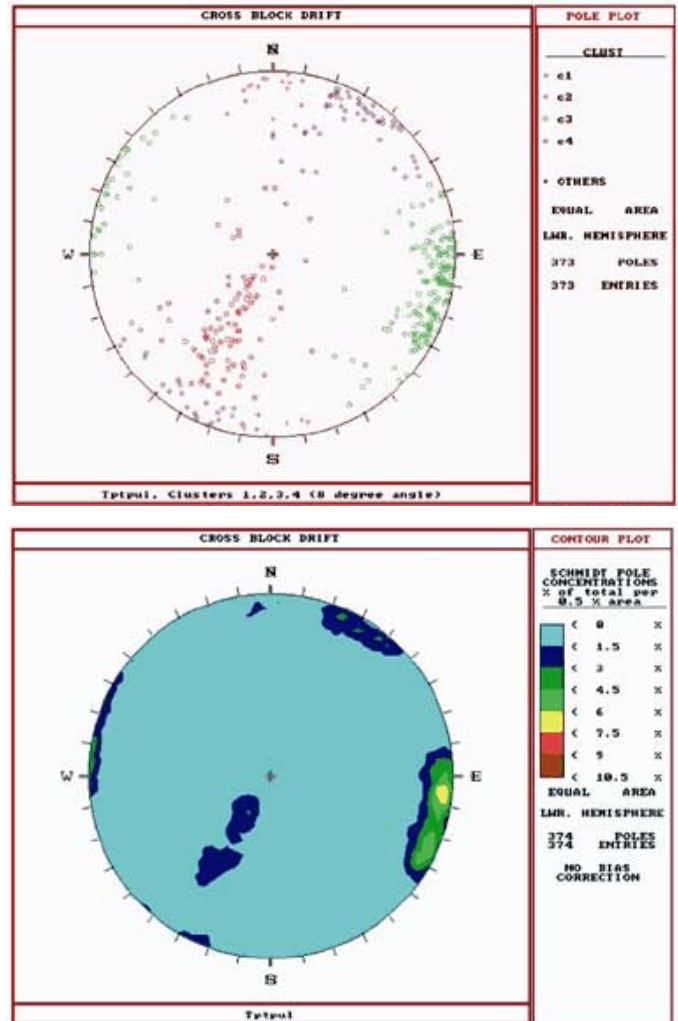 CROSS BLOCK DRIFT
POLE PLOT
N
CLUST
c1
c2
c3
c4
OTHERS
EQUAL AREA
LWR. HEMISPHERE
373 POLES
373 ENTRIES
W
E
S
Tptpul, Clusters 1,2,3,4 (8 degree angle)
CROSS BLOCK DRIFT
CONTOUR PLOT
N
SCHMIDT POLE
CONCENTRATIONS
% of total per
0.5 % area
< 0 %
< 1.5 %
< 3 %
< 4.5 %
< 6 %
< 7.5 %
< 9 %
< 10.5 %
EQUAL AREA
LWR. HEMISPHERE
374 POLES
374 ENTRIES
NO BIAS
CORRECTION
W
E
S
Tptpul